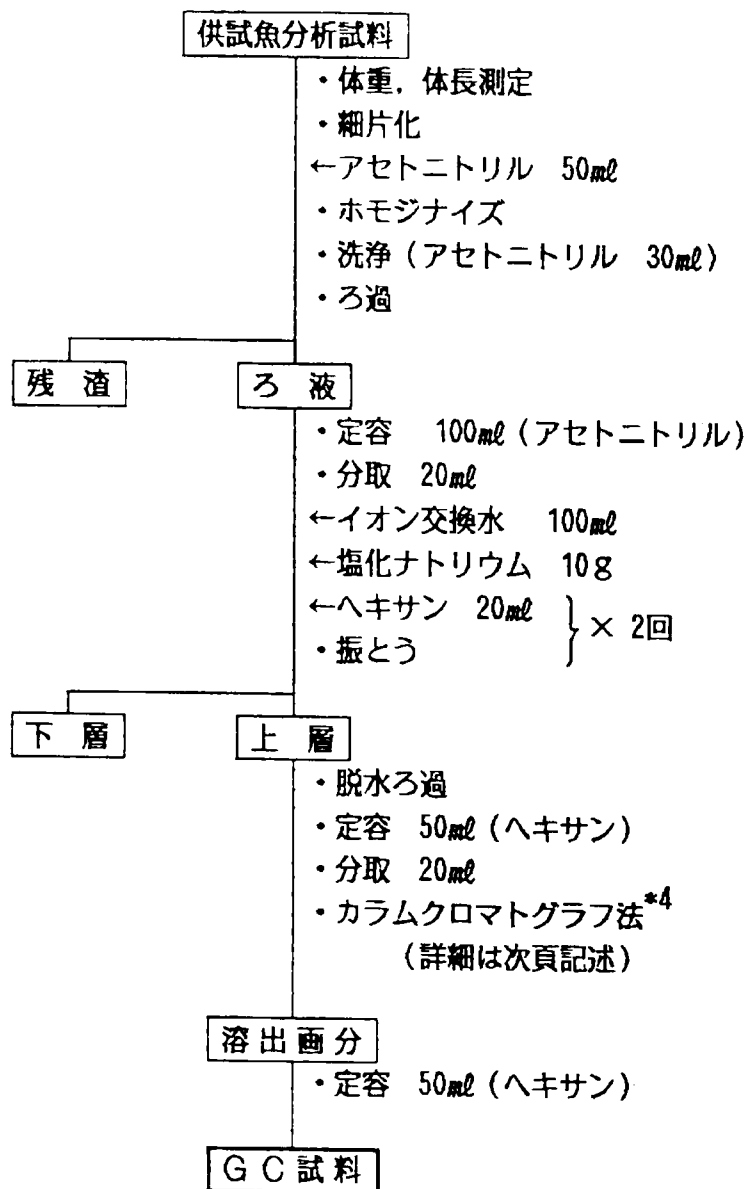 供試魚分析試料
・体重，体長測定
・細片化
←アセトニトリル 50mℓ
・ホモジナイズ
・洗浄（アセトニトリル 30mℓ）
・ろ過
残 渣 ろ 液
・定容 100mℓ（アセトニトリル）
・分取 20mℓ
←イオン交換水 100mℓ
←塩化ナトリウム 10g
←ヘキサン 20mℓ
・振とう
× 2回
下 層 上 層
・脱水ろ過
・定容 50mℓ（ヘキサン）
・分取 20mℓ
・カラムクロマトグラフ法*4
（詳細は次頁記述）
溶出画分
・定容 50mℓ（ヘキサン）
ＧＣ試料